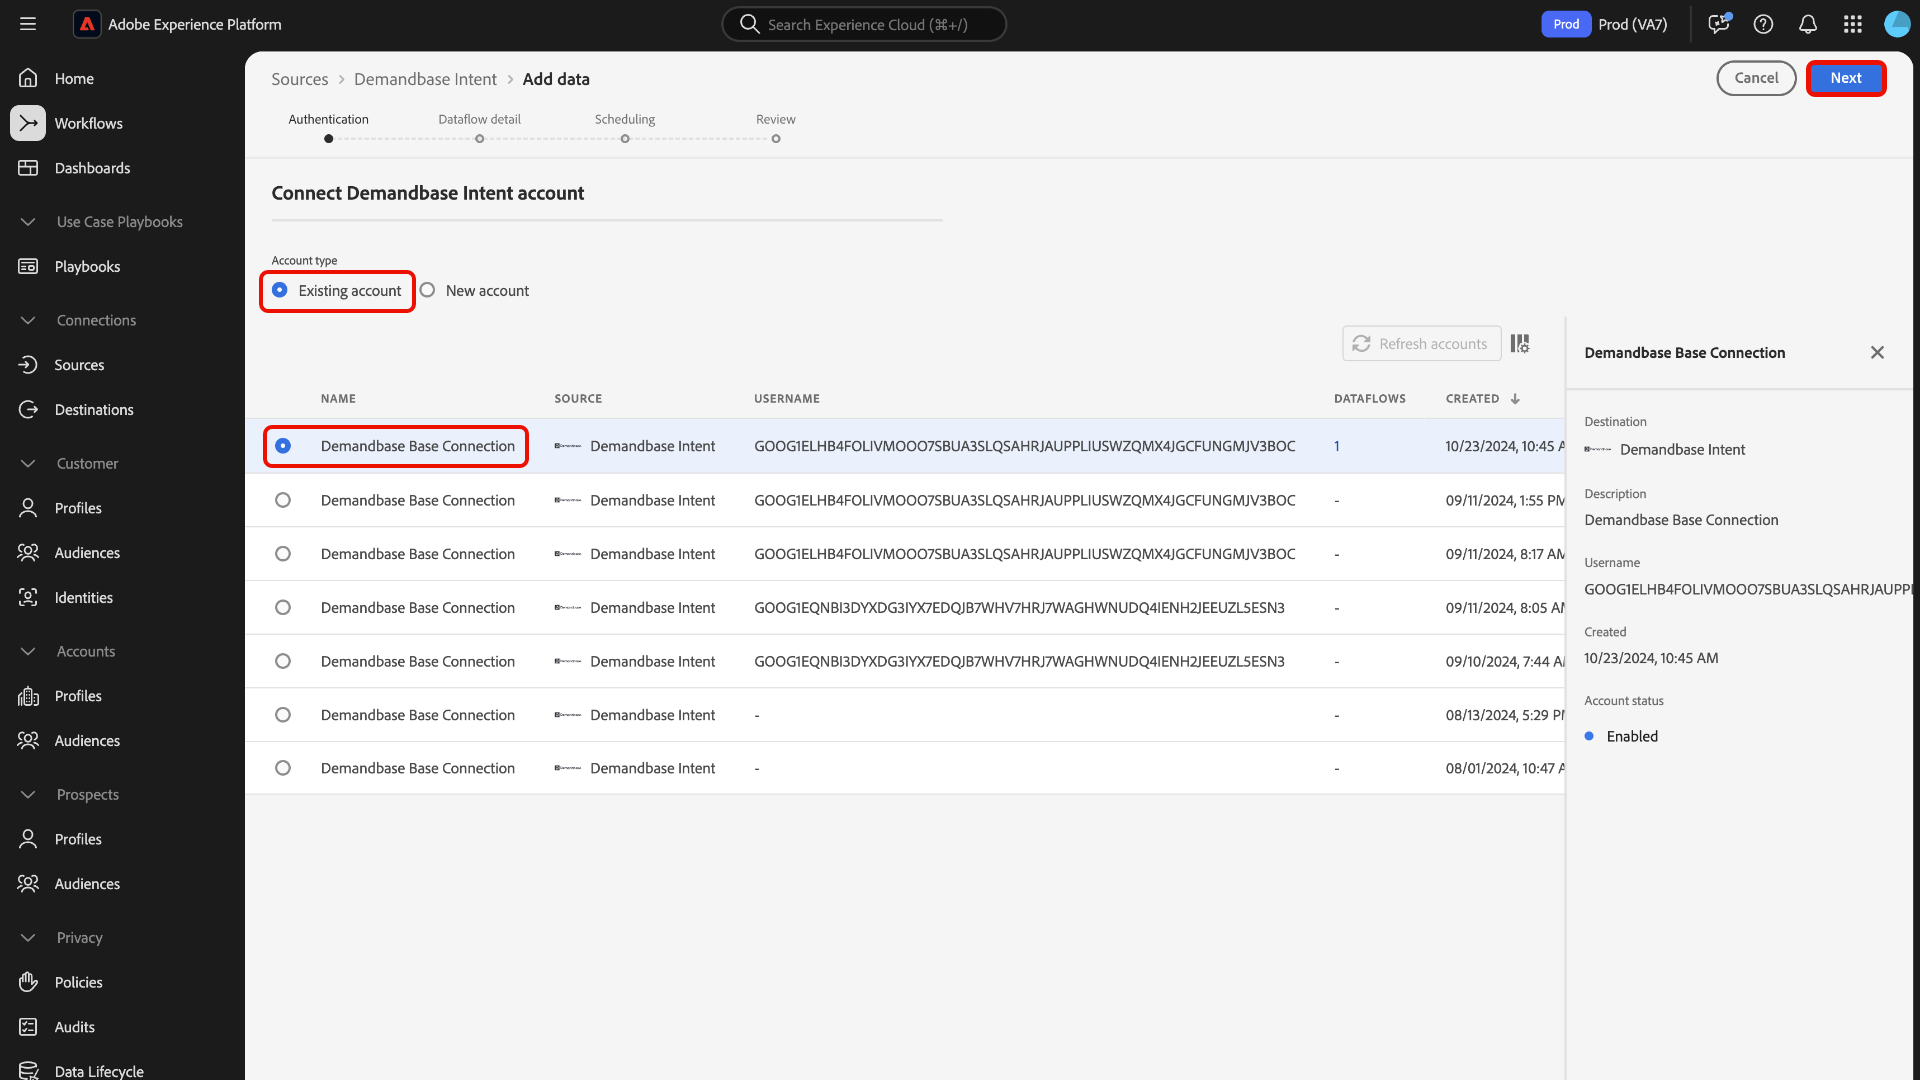 Adobe Experience Platform
Search Experience Cloud (⌘+/)
Prod Prod (VA7)
Home
Workflows
Dashboards
Use Case Playbooks
Playbooks
Connections
Sources
Destinations
Customer
Profiles
Audiences
Identities
Accounts
Profiles
Audiences
Prospects
Profiles
Audiences
Privacy
Policies
Audits
Data Lifecycle
Sources > Demandbase Intent > Add data
Cancel
Next
Authentication Dataflow detail Scheduling Review
Connect Demandbase Intent account
Account type
Existing account New account
Refresh accounts
NAME SOURCE USERNAME DATAFLOWS CREATED
Demandbase Base Connection Demandbase Intent GOOG1ELHB4FOLIVMOOO7SBUA3SLQSAHRJAUPPLIUSWZQMX4JGCFUNGMJV3BOC 1 10/23/2024, 10:45 A
Demandbase Base Connection Demandbase Intent GOOG1ELHB4FOLIVMOOO7SBUA3SLQSAHRJAUPPLIUSWZQMX4JGCFUNGMJV3BOC - 09/11/2024, 1:55 PM
Demandbase Base Connection Demandbase Intent GOOG1ELHB4FOLIVMOOO7SBUA3SLQSAHRJAUPPLIUSWZQMX4JGCFUNGMJV3BOC - 09/11/2024, 8:17 AM
Demandbase Base Connection Demandbase Intent GOOG1EQNBI3DYXDG3IYX7EDQJB7WHV7HRJ7WAGHWNUDQ4IENH2JEEUZL5ESN3 - 09/11/2024, 8:05 AM
Demandbase Base Connection Demandbase Intent GOOG1EQNBI3DYXDG3IYX7EDQJB7WHV7HRJ7WAGHWNUDQ4IENH2JEEUZL5ESN3 - 09/10/2024, 7:44 A
Demandbase Base Connection Demandbase Intent - - 08/13/2024, 5:29 P
Demandbase Base Connection Demandbase Intent - - 08/01/2024, 10:47 A
Demandbase Base Connection
Destination
Demandbase Intent
Description
Demandbase Base Connection
Username
GOOG1ELHB4FOLIVMOOO7SBUA3SLQSAHRJAUPPL
Created
10/23/2024, 10:45 AM
Account status
Enabled